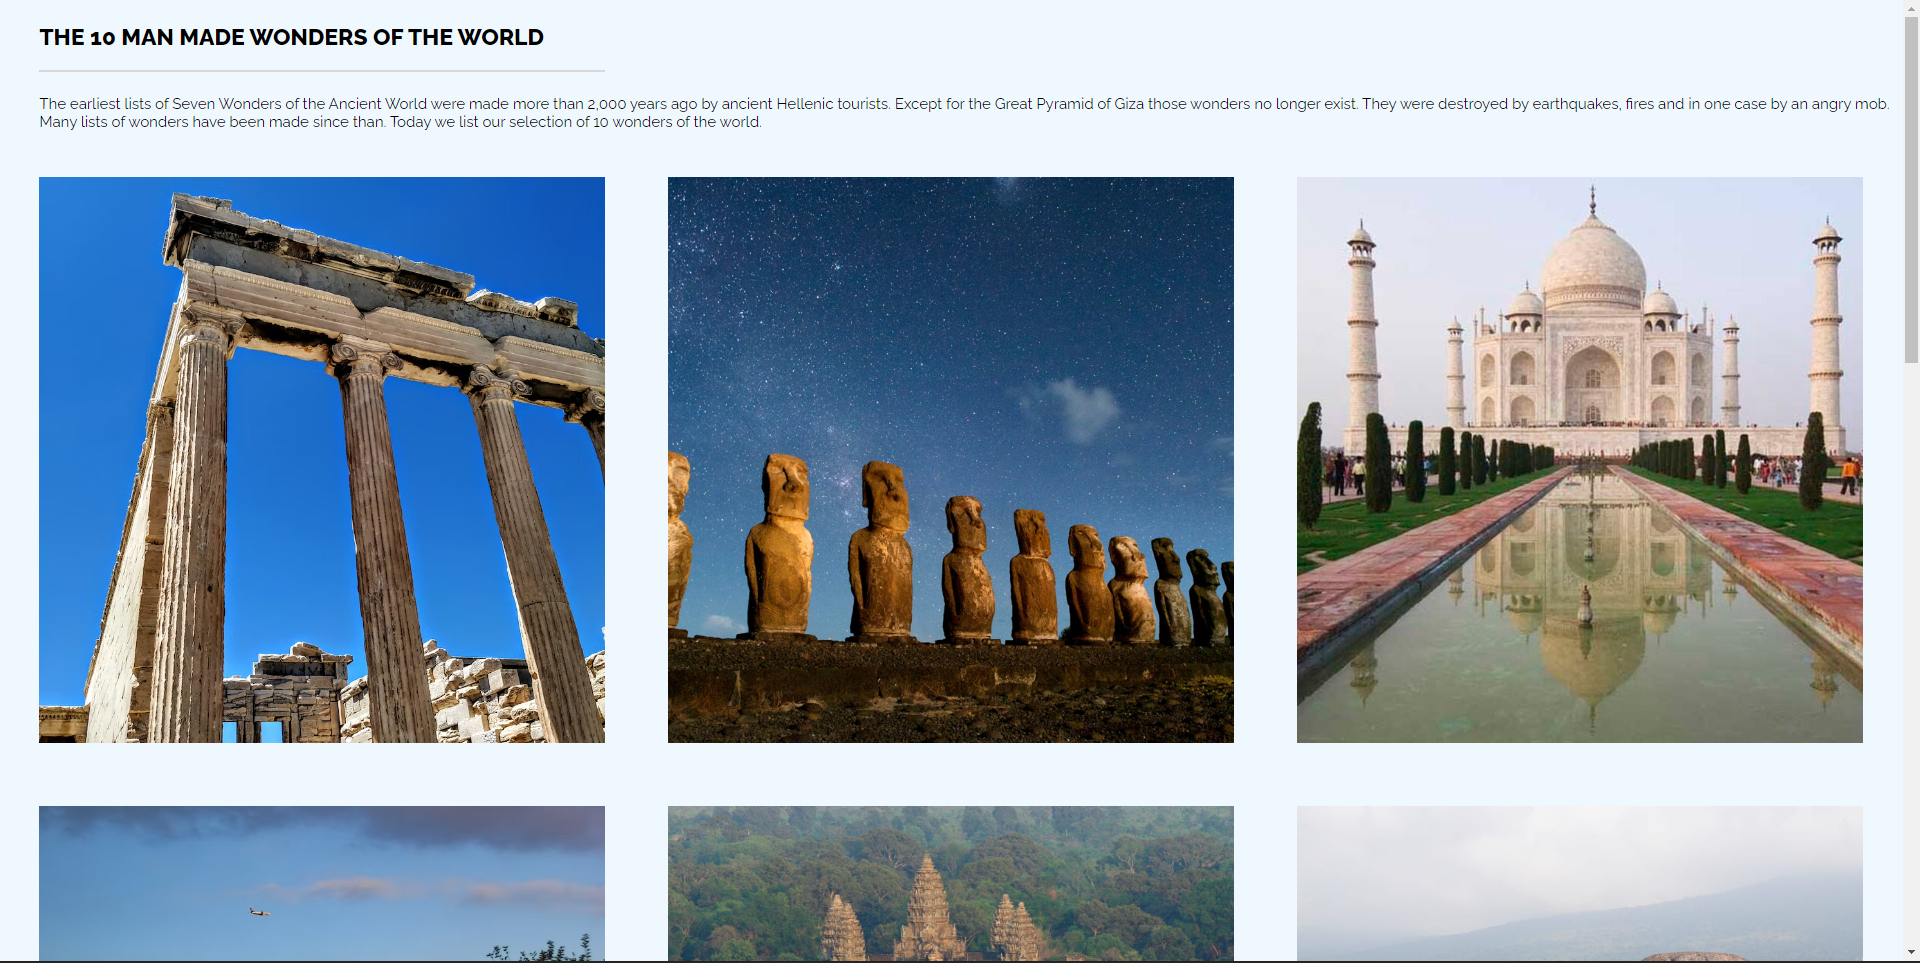 THE 10 MAN MADE WONDERS OF THE WORLD
The earliest lists of Seven Wonders of the Ancient World were made more than 2,000 years ago by ancient Hellenic tourists. Except for the Great Pyramid of Giza those wonders no longer exist. They were destroyed by earthquakes, fires and in one case by an angry mob.
Many lists of wonders have been made since than. Today we list our selection of 10 wonders of the world.